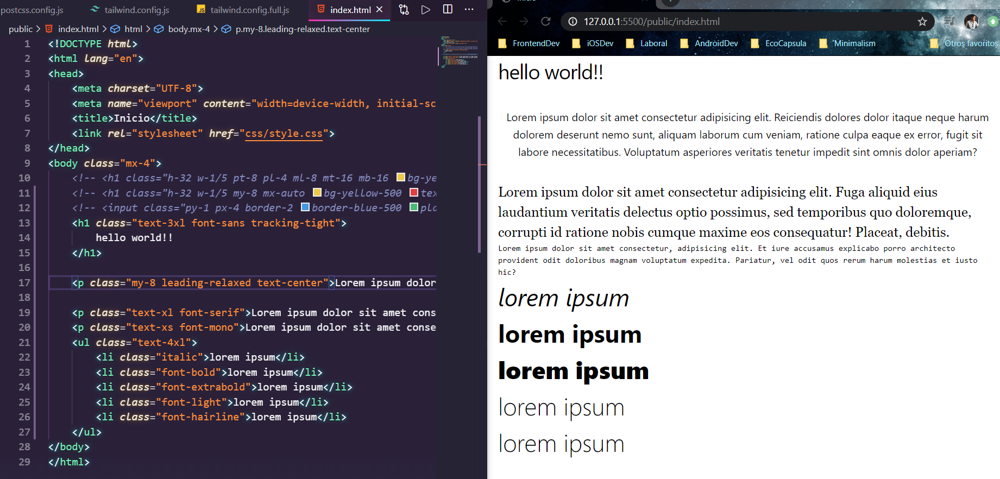 postcss.config.js
tailwind.config.js
JS tailwind.config.full.js
index.html
public > index.html > html > body.mx-4 > p.my-8.leading-relaxed.text-center
1 <!DOCTYPE html>
2 <html lang="en">
3 <head>
4 <meta charset="UTF-8">
5 <meta name="viewport" content="width=device-width, initial-sc
6 <title>Inicio</title>
7 <link rel="stylesheet" href="css/style.css">
8 </head>
9 <body class="mx-4">
10 <!-- <h1 class="h-32 w-1/5 pt-8 pl-4 ml-8 mt-16 mb-16 bg-ye
11 <!-- <h1 class="h-32 w-1/5 my-8 mx-auto bg-yellow-500 tex
12 <!-- <input class="py-1 px-4 border-2 border-blue-500 pla
13 <h1 class="text-3xl font-sans tracking-tight">
14 hello world!!
15 </h1>
16
17 <p class="my-8 leading-relaxed text-center">Lorem ipsum dolor
18
19 <p class="text-xl font-serif">Lorem ipsum dolor sit amet cons
20 <p class="text-xs font-mono">Lorem ipsum dolor sit amet conse
21 <ul class="text-4xl">
22 <li class="italic">lorem ipsum</li>
23 <li class="font-bold">lorem ipsum</li>
24 <li class="font-extrabold">lorem ipsum</li>
25 <li class="font-light">lorem ipsum</li>
26 <li class="font-hairline">lorem ipsum</li>
27 </ul>
28 </body>
29 </html>
127.0.0.1:5500/public/index.html
FrontendDev
iOSDev
Laboral
AndroidDev
EcoCapsula
Minimalism
Otros favoritos
hello world!!
Lorem ipsum dolor sit amet consectetur adipisicing elit. Reiciendis dolores dolor itaque neque harum
dolorem deserunt nemo sunt, aliquam laborum cum veniam, ratione culpa eaque ex error, fugit sit
labore necessitatibus. Voluptatum asperiores veritatis tenetur impedit sint omnis dolor aperiam?
Lorem ipsum dolor sit amet consectetur adipisicing elit. Fuga aliquid eius
laudantium veritatis delectus optio possimus, sed temporibus quo doloremque,
corrupti id ratione nobis cumque maxime eos consequatur! Placeat, debitis.
Lorem ipsum dolor sit amet consectetur, adipisicing elit. Et iure accusamus explicabo porro architecto
provident odit doloribus magnam voluptatum expedita. Pariatur, vel odit quos rerum harum molestias et iusto
hic?
lorem ipsum
lorem ipsum
lorem ipsum
lorem ipsum
lorem ipsum